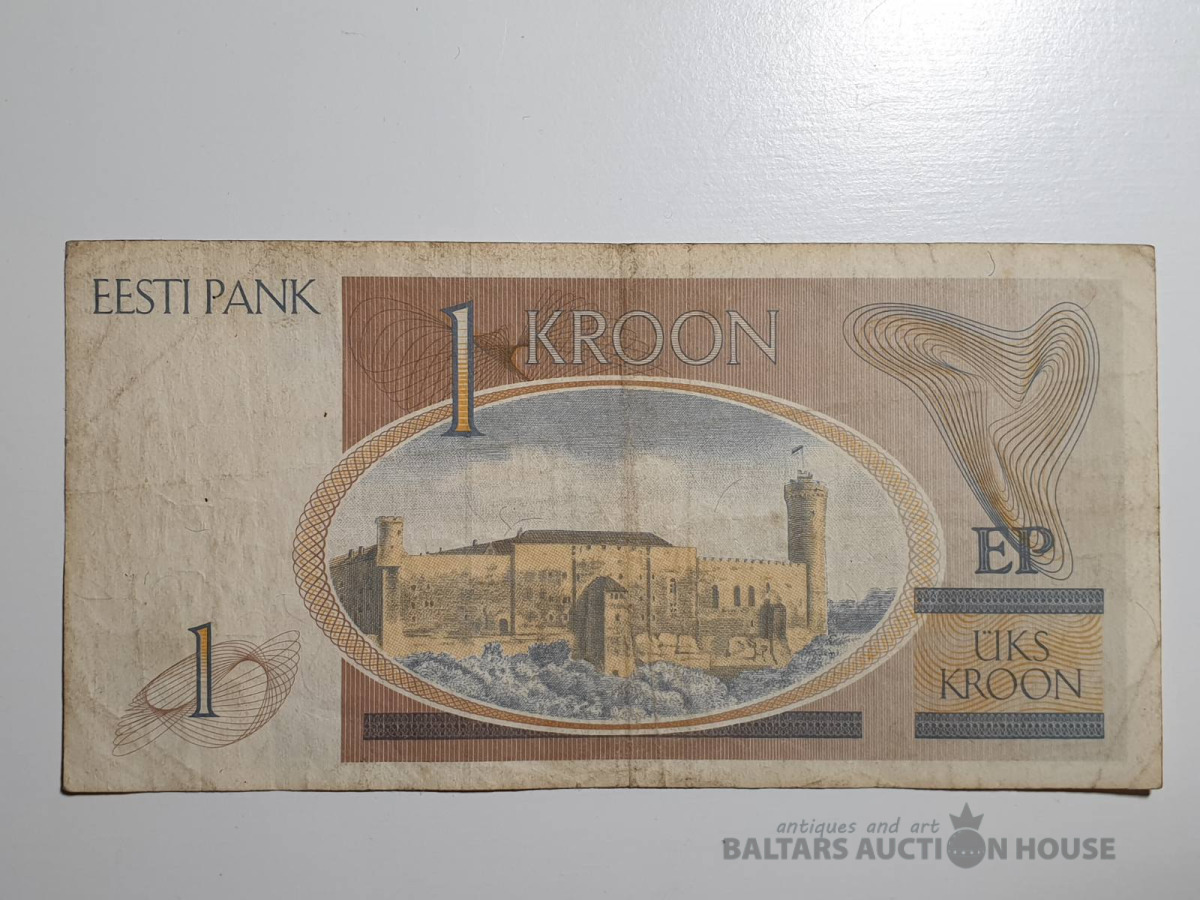 EESTI PANK
1 KROON
EP
ÜKS
KROON
1
antiques and art
BALTARS AUCTION HOUSE